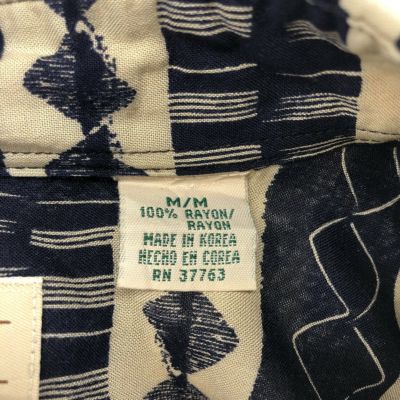 M/M
100% RAYON/
RAYON
MADE IN KOREA
HECHO EN COREA
RN 37763